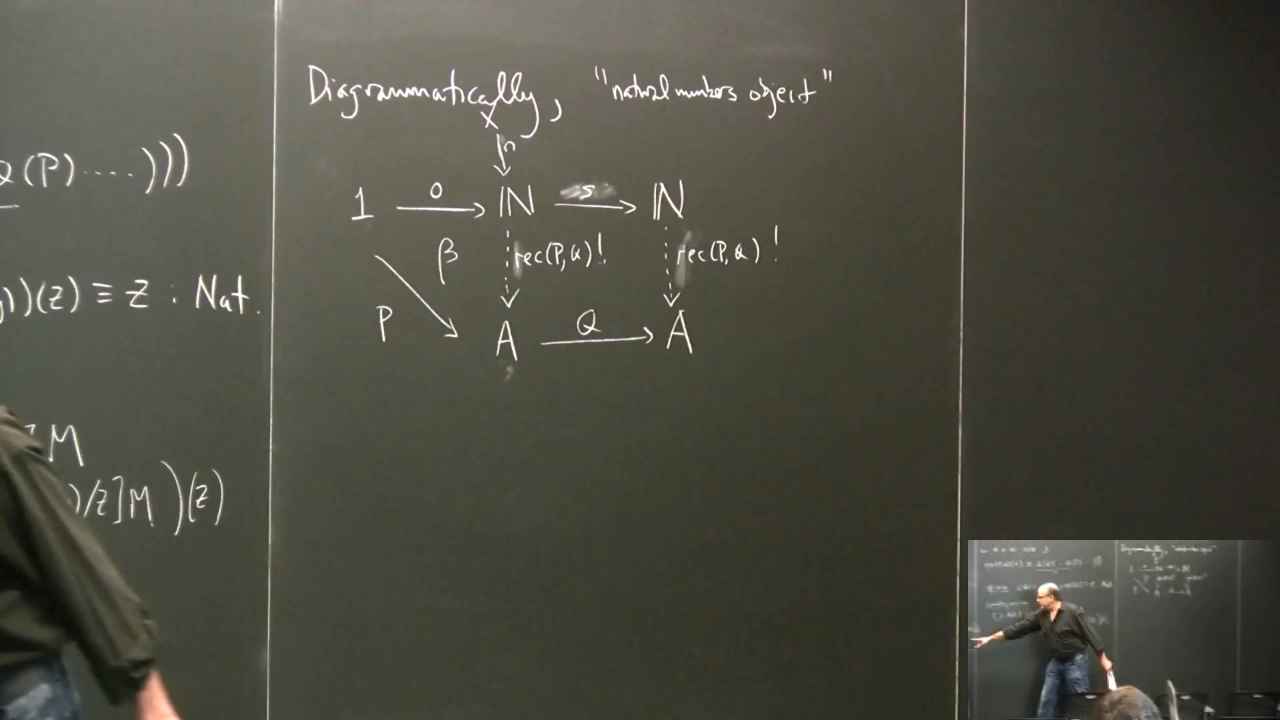 Q(P)....)))
)(z) ≡ z : Nat.
]M
)/z]M)(z)
Diagrammatically, "natural numbers object"
x
n
1 0 ℕ s ℕ
β rec(P,Q)! rec(P,Q)!
P A Q A